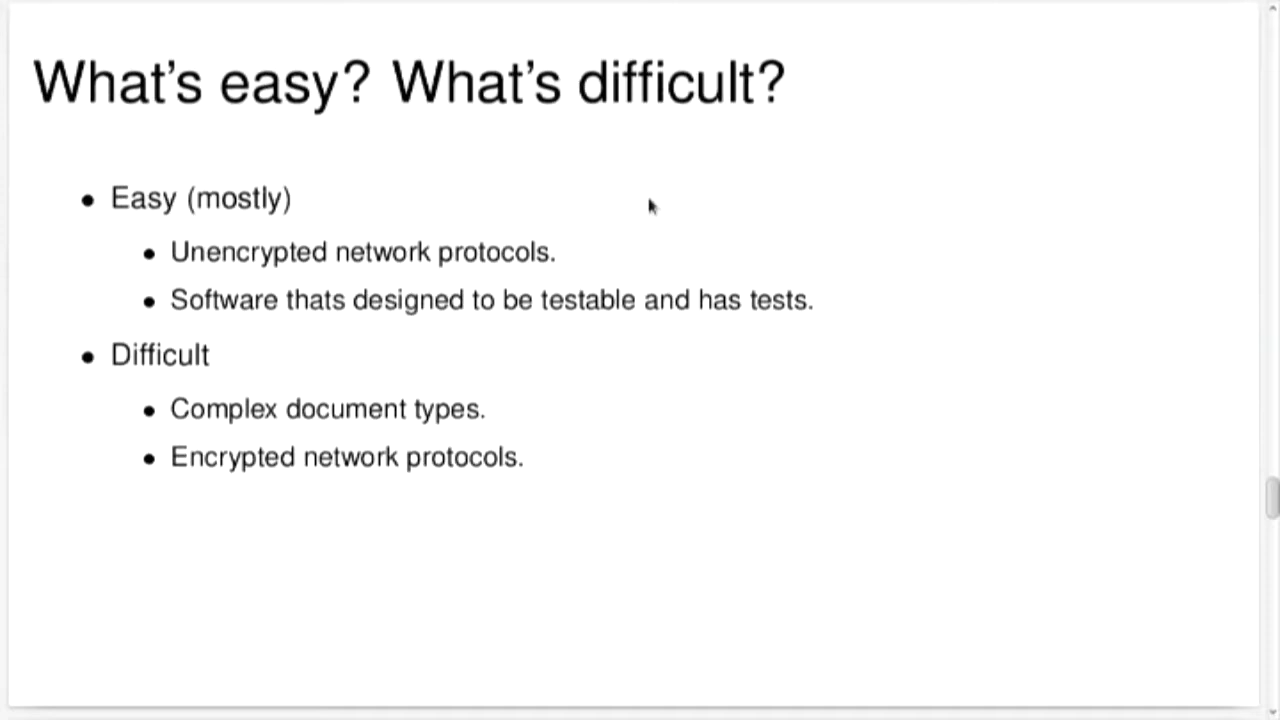 What’s easy? What’s difficult?
• Easy (mostly)
• Unencrypted network protocols.
• Software thats designed to be testable and has tests.
• Difficult
• Complex document types.
• Encrypted network protocols.